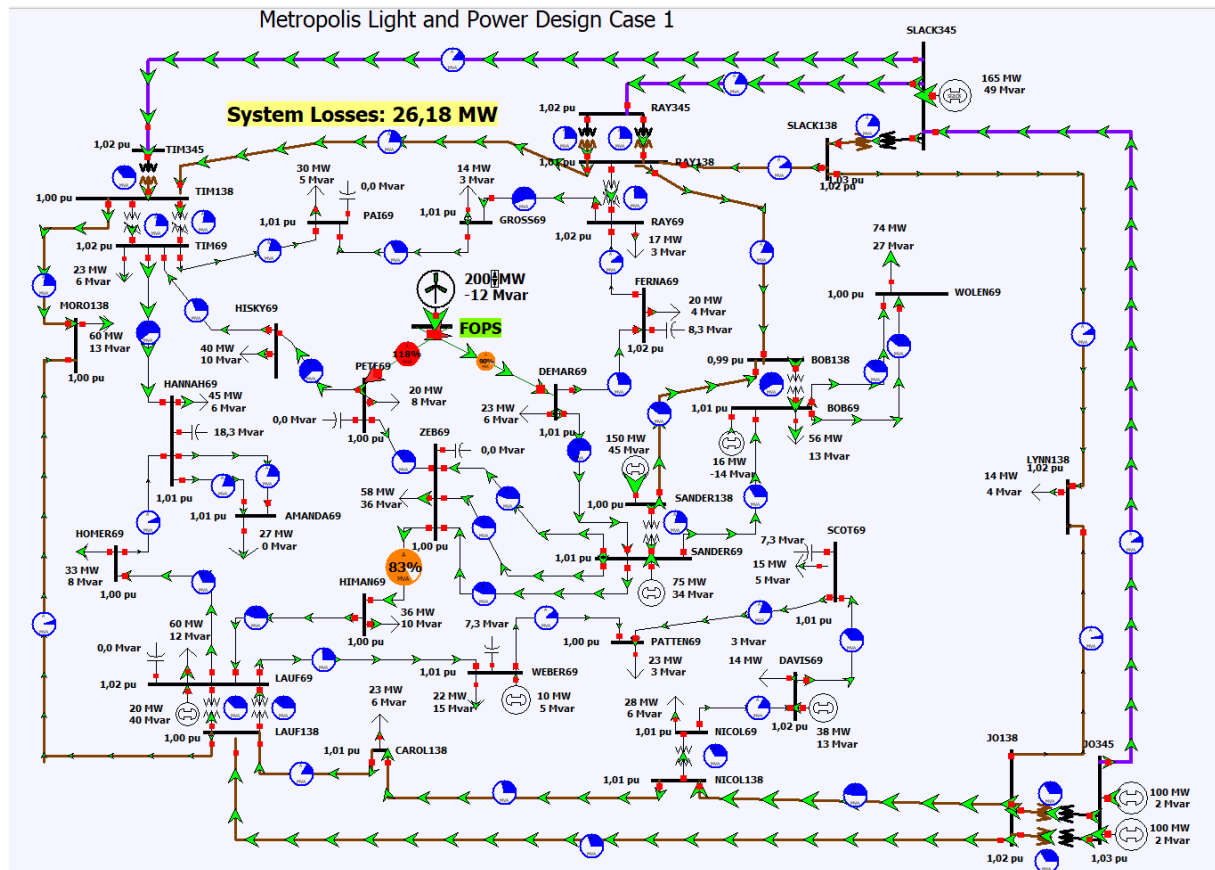 Metropolis Light and Power Design Case 1
SLACK345
165 MW
49 Mvar
slack
System Losses: 26,18 MW
1,02 pu
RAY345
SLACK138
1,02 pu
TIM345
RAY138
1,03 pu
1,02 pu
30 MW
5 Mvar
0,0 Mvar
14 MW
3 Mvar
1,00 pu
TIM138
1,01 pu
PAI69
1,01 pu
GROSS69
RAY69
1,02 pu
TIM69
1,02 pu
17 MW
3 Mvar
74 MW
27 Mvar
23 MW
6 Mvar
200 MW
-12 Mvar
FERNA69
20 MW
4 Mvar
8,3 Mvar
1,00 pu
WOLEN69
MORO138
60 MW
13 Mvar
HISKY69
FOPS
1,02 pu
40 MW
10 Mvar
118%
90%
0,99 pu
BOB138
1,00 pu
PETE69
DEMAR69
HANNAH69
45 MW
6 Mvar
20 MW
8 Mvar
23 MW
6 Mvar
1,01 pu
1,01 pu
BOB69
18,3 Mvar
0,0 Mvar
1,00 pu
ZEB69
0,0 Mvar
150 MW
45 Mvar
16 MW
-14 Mvar
56 MW
13 Mvar
LYNN138
1,02 pu
14 MW
4 Mvar
1,01 pu
58 MW
36 Mvar
1,00 pu
SANDER138
1,01 pu
AMANDA69
27 MW
0 Mvar
HOMER69
1,00 pu
1,01 pu
SANDER69
SCOT69
7,3 Mvar
15 MW
5 Mvar
33 MW
8 Mvar
1,00 pu
83%
MVA
HIMAN69
75 MW
34 Mvar
36 MW
10 Mvar
1,00 pu
1,01 pu
60 MW
12 Mvar
7,3 Mvar
1,00 pu
PATTEN69
3 Mvar
0,0 Mvar
23 MW
3 Mvar
14 MW
DAVIS69
1,02 pu
LAUF69
1,01 pu
WEBER69
20 MW
40 Mvar
23 MW
6 Mvar
22 MW
15 Mvar
10 MW
5 Mvar
28 MW
6 Mvar
1,02 pu
38 MW
13 Mvar
1,00 pu
LAUF138
1,01 pu
CAROL138
1,01 pu
NICOL69
JO138
JO345
1,01 pu
NICOL138
100 MW
2 Mvar
100 MW
2 Mvar
1,02 pu
1,03 pu